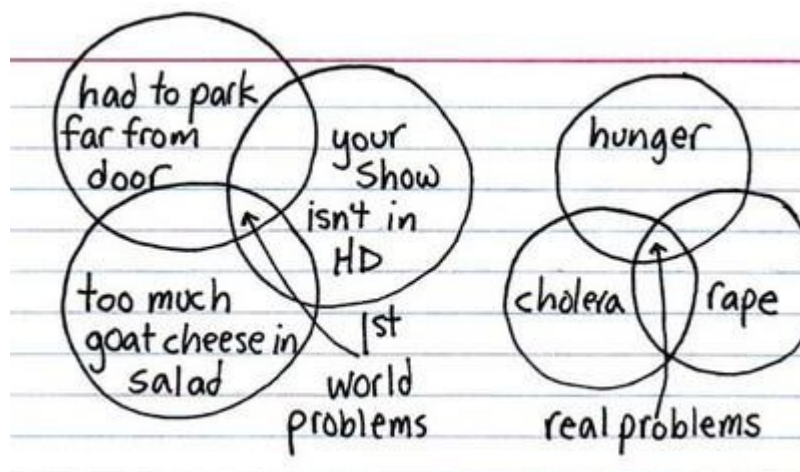 had to park
far from
door
your
show
isn't in
HD
too much
goat cheese in
salad
1st
world
problems
hunger
cholera
rape
real problems